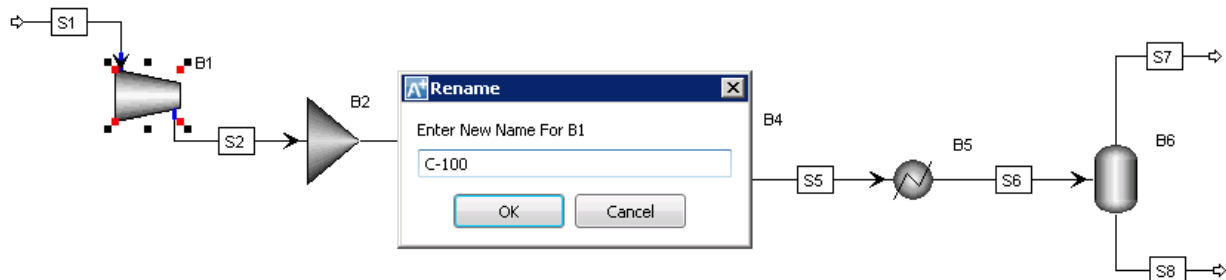 S1
S7
B1
A+ Rename
B2
Enter New Name For B1
B4
B5
B6
S2
C-100
S5
S6
OK
Cancel
S8